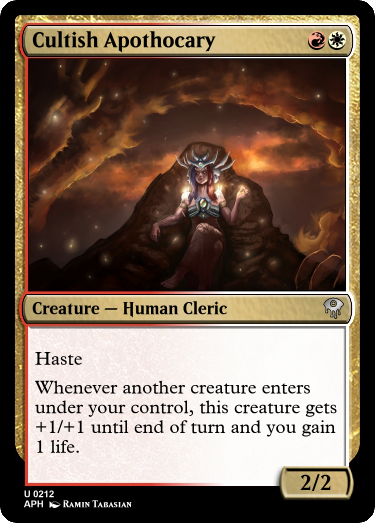 Cultish Apothocary
Creature — Human Cleric
Haste
Whenever another creature enters
under your control, this creature gets
+1/+1 until end of turn and you gain
1 life.
2/2
U 0212
APH Ramin Tabasian